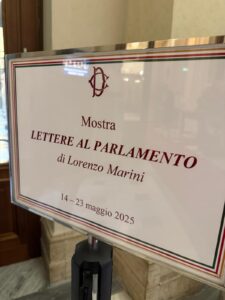 Mostra
LETTERE AL PARLAMENTO
di Lorenzo Marini
14 – 23 maggio 2025